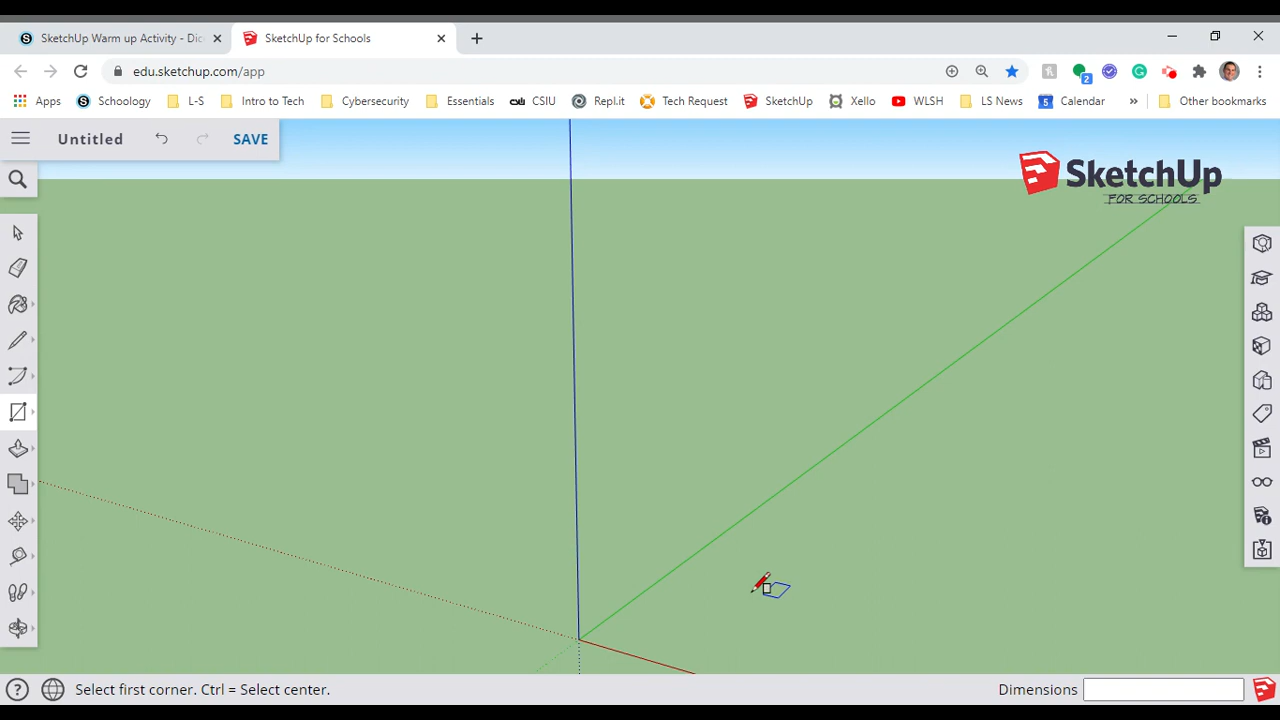 SketchUp Warm up Activity - Dic
SketchUp for Schools
edu.sketchup.com/app
2
Apps
Schoology
L-S
Intro to Tech
Cybersecurity
Essentials
CSIU
Repl.it
Tech Request
SketchUp
Xello
WLSH
LS News
5
Calendar
»
Other bookmarks
Untitled
SAVE
SketchUp
FOR SCHOOLS
Select first corner. Ctrl = Select center.
Dimensions